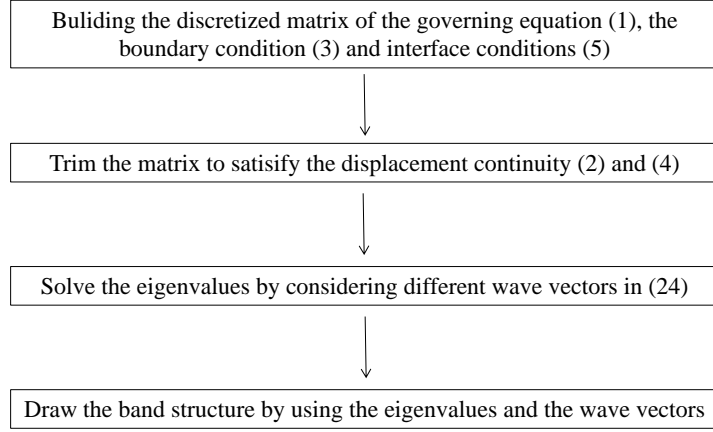 Buliding the discretized matrix of the governing equation (1), the
boundary condition (3) and interface conditions (5)
Trim the matrix to satisify the displacement continuity (2) and (4)
Solve the eigenvalues by considering different wave vectors in (24)
Draw the band structure by using the eigenvalues and the wave vectors